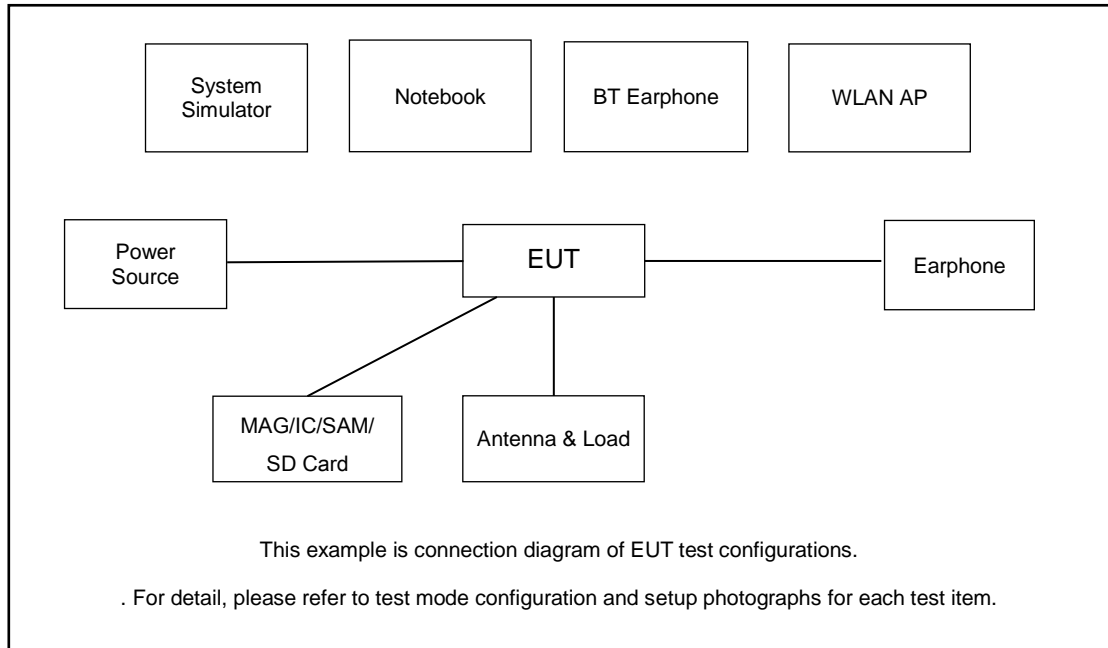 System
Simulator
Notebook
BT Earphone
WLAN AP
Power
Source
EUT
Earphone
MAG/IC/SAM/
SD Card
Antenna & Load
This example is connection diagram of EUT test configurations.
. For detail, please refer to test mode configuration and setup photographs for each test item.